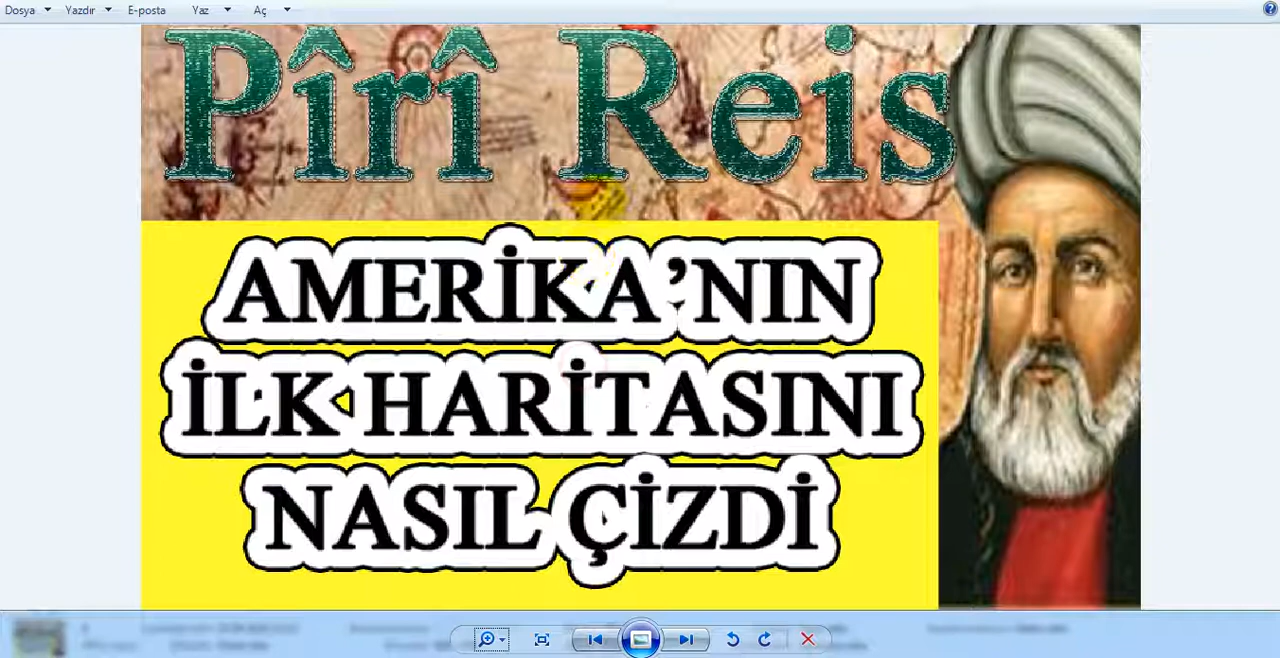 Dosya Yazdır E-posta Yaz Aç
Pîrî Reis
AMERİKA’NIN
İLK HARİTASINI
NASIL ÇİZDİ